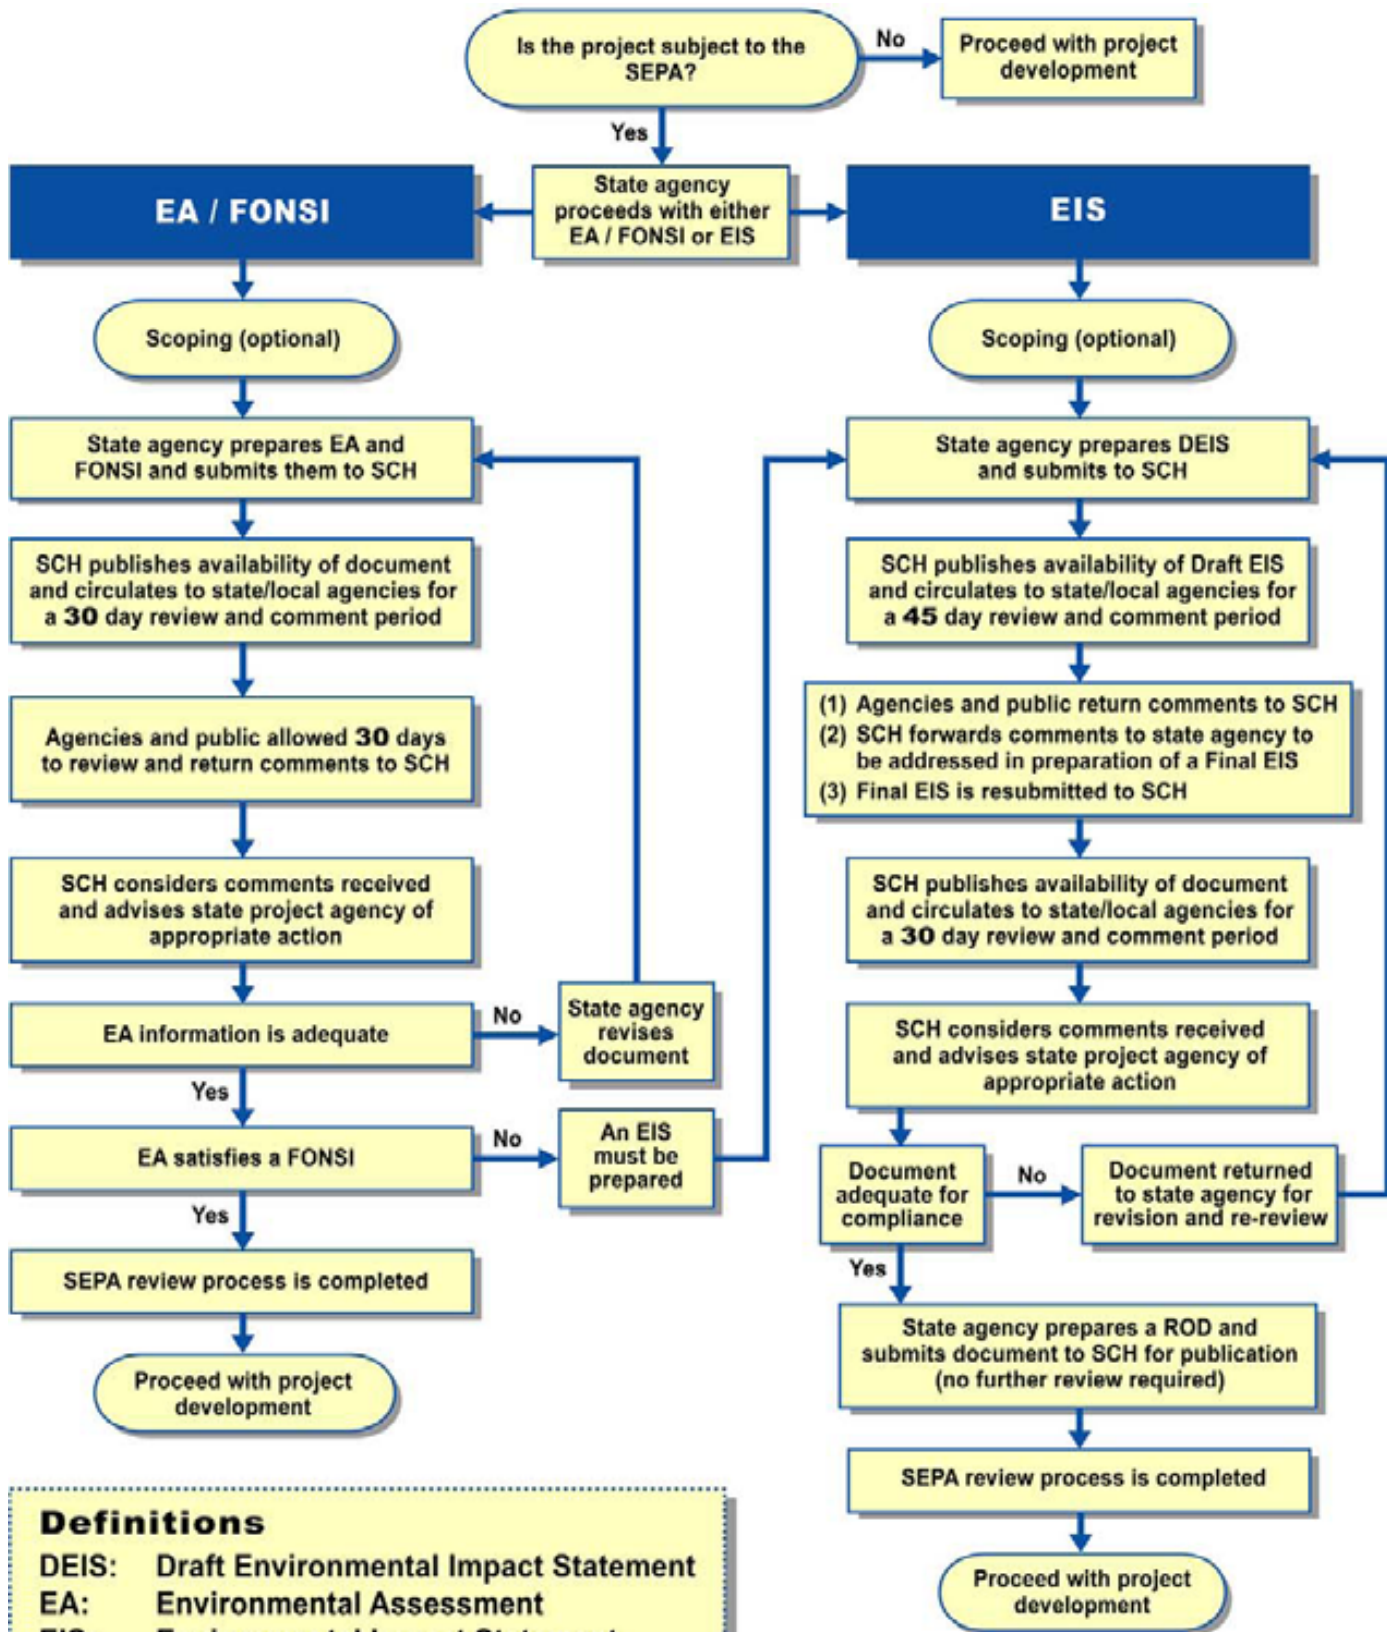 Is the project subject to the
SEPA?
No
Proceed with project
development
Yes
EA / FONSI
State agency
proceeds with either
EA / FONSI or EIS
EIS
Scoping (optional)
State agency prepares EA and
FONSI and submits them to SCH
SCH publishes availability of document
and circulates to state/local agencies for
a 30 day review and comment period
Agencies and public allowed 30 days
to review and return comments to SCH
SCH considers comments received
and advises state project agency of
appropriate action
EA information is adequate
No
State agency
revises
document
Yes
EA satisfies a FONSI
No
An EIS
must be
prepared
Yes
SEPA review process is completed
Proceed with project
development
Scoping (optional)
State agency prepares DEIS
and submits to SCH
SCH publishes availability of Draft EIS
and circulates to state/local agencies for
a 45 day review and comment period
(1) Agencies and public return comments to SCH
(2) SCH forwards comments to state agency to
be addressed in preparation of a Final EIS
(3) Final EIS is resubmitted to SCH
SCH publishes availability of document
and circulates to state/local agencies for
a 30 day review and comment period
SCH considers comments received
and advises state project agency of
appropriate action
Document
adequate for
compliance
No
Document returned
to state agency for
revision and re-review
Yes
State agency prepares a ROD and
submits document to SCH for publication
(no further review required)
SEPA review process is completed
Proceed with project
development
Definitions
DEIS: Draft Environmental Impact Statement
EA: Environmental Assessment
EIS: Environmental Impact Statement